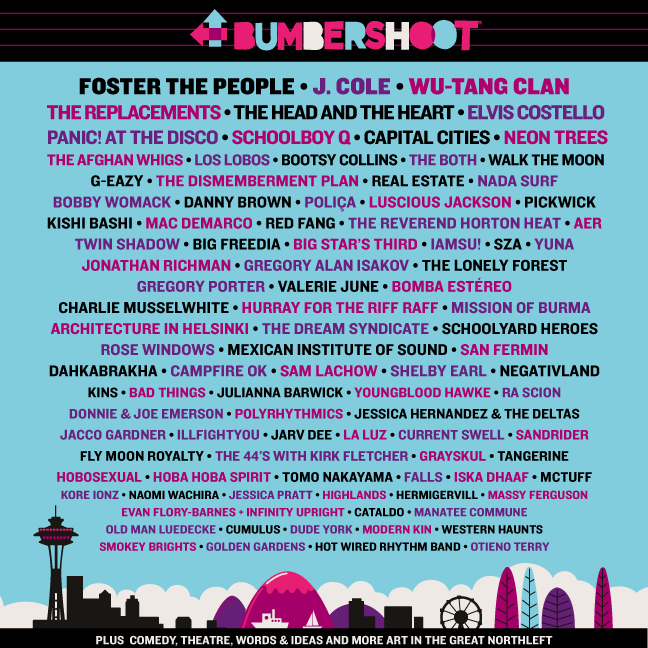 BUMBERSHOOT
FOSTER THE PEOPLE • J. COLE • WU-TANG CLAN
THE REPLACEMENTS • THE HEAD AND THE HEART • ELVIS COSTELLO
PANIC! AT THE DISCO • SCHOOLBOY Q • CAPITAL CITIES • NEON TREES
THE AFGHAN WHIGS • LOS LOBOS • BOOTSY COLLINS • THE BOTH • WALK THE MOON
G-EAZY • THE DISMEMBERMENT PLAN • REAL ESTATE • NADA SURF
BOBBY WOMACK • DANNY BROWN • POLIÇA • LUSCIOUS JACKSON • PICKWICK
KISHI BASHI • MAC DEMARCO • RED FANG • THE REVEREND HORTON HEAT • AER
TWIN SHADOW • BIG FREEDIA • BIG STAR'S THIRD • IAMSU! • SZA • YUNA
JONATHAN RICHMAN • GREGORY ALAN ISAKOV • THE LONELY FOREST
GREGORY PORTER • VALERIE JUNE • BOMBA ESTÉREO
CHARLIE MUSSELWHITE • HURRAY FOR THE RIFF RAFF • MISSION OF BURMA
ARCHITECTURE IN HELSINKI • THE DREAM SYNDICATE • SCHOOLYARD HEROES
ROSE WINDOWS • MEXICAN INSTITUTE OF SOUND • SAN FERMIN
DAHKABRAKHA • CAMPFIRE OK • SAM LACHOW • SHELBY EARL • NEGATIVLAND
KINS • BAD THINGS • JULIANNA BARWICK • YOUNGBLOOD HAWKE • RA SCION
DONNIE & JOE EMERSON • POLYRHYTHMICS • JESSICA HERNANDEZ & THE DELTAS
JACCO GARDNER • ILLFIGHTYOU • JARV DEE • LA LUZ • CURRENT SWELL • SANDRIDER
FLY MOON ROYALTY • THE 44'S WITH KIRK FLETCHER • GRAYSKUL • TANGERINE
HOBOSEXUAL • HOBA HOBA SPIRIT • TOMO NAKAYAMA • FALLS • ISKA DHAAF • MCTUFF
KORE IONZ • NAOMI WACHIRA • JESSICA PRATT • HIGHLANDS • HERMIGERVILL • MASSY FERGUSON
EVAN FLORY-BARNES + INFINITY UPRIGHT • CATALDO • MANATEE COMMUNE
OLD MAN LUEDECKE • CUMULUS • DUDE YORK • MODERN KIN • WESTERN HAUNTS
SMOKEY BRIGHTS • GOLDEN GARDENS • HOT WIRED RHYTHM BAND • OTIENO TERRY
PLUS COMEDY, THEATRE, WORDS & IDEAS AND MORE ART IN THE GREAT NORTHLEFT